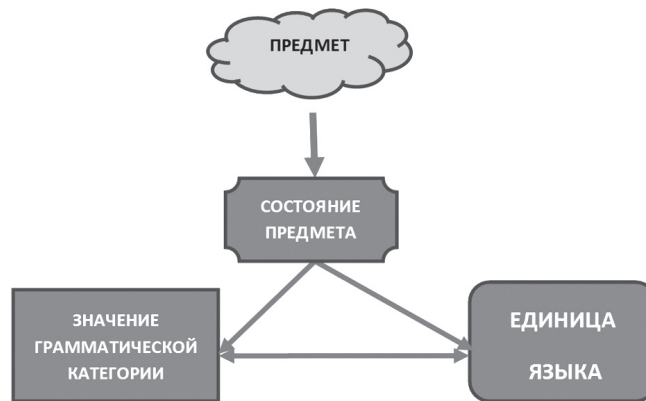 ПРЕДМЕТ
СОСТОЯНИЕ
ПРЕДМЕТА
ЗНАЧЕНИЕ
ГРАММАТИЧЕСКОЙ
КАТЕГОРИИ
ЕДИНИЦА
ЯЗЫКА